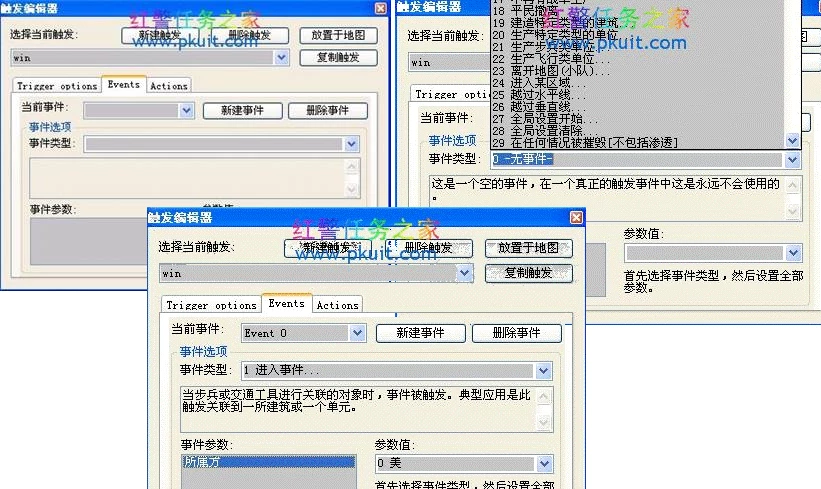 触发编辑器
红警任务之家
www.pkuit.com
选择当前触发:
新建触发
删除触发
放置于地图
win
复制触发
Trigger options
Events
Actions
当前事件:
新建事件
删除事件
事件选项
事件类型:
事件参数:
红警任务之家
www.pkuit.com
触发编辑器
选择当前触发:
win
Trigger
当前事件:
事件选项
事件类型:
18 平民撤离
19 建造特定类型的建筑...
20 生产特定类型的单位...
21 生产步兵类单位...
22 生产飞行类单位...
23 离开地图(小队)...
24 进入某区域...
25 越过水平线...
26 越过垂直线...
27 全局设置开始...
28 全局设置清除...
29 在任何情况被摧毁[不包括渗透]
0 -无事件-
这是一个空的事件，在一个真正的触发事件中这是永远不会使用的
。
参数值:
首先选择事件类型，然后设置全部
参数。
触发编辑器
红警任务之家
www.pkuit.com
选择当前触发:
新建触发
删除触发
放置于地图
win
复制触发
Trigger options
Events
Actions
当前事件:
Event 0
新建事件
删除事件
事件选项
事件类型:
1 进入事件...
当步兵或交通工具进行关联的对象时，事件被触发。典型应用是此
触发关联到一所建筑或一个单元。
事件参数:
参数值:
所属方
0 美
首先选择事件类型，然后设置全部